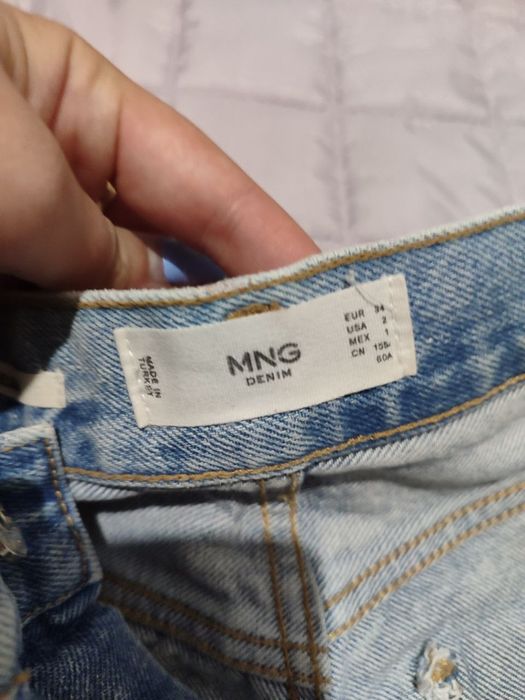 MADE IN
TURKEY
MNG
DENIM
EUR 34
USA 2
MEX 1
CN 155/
60A